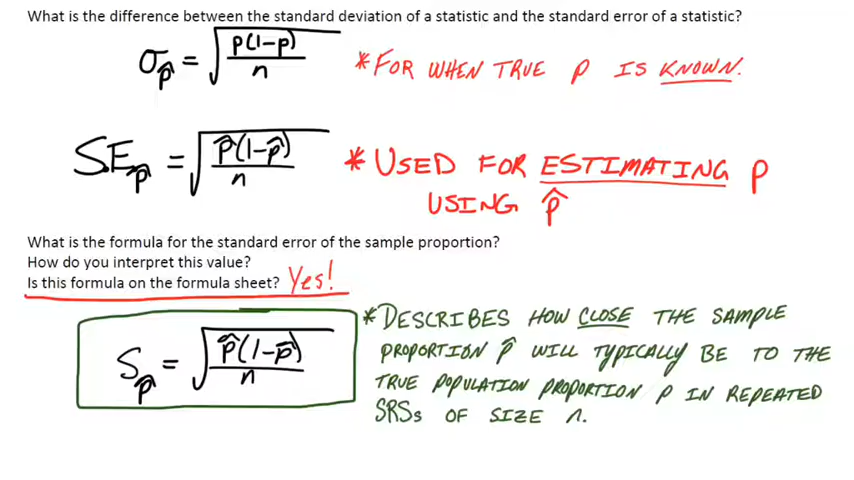 What is the difference between the standard deviation of a statistic and the standard error of a statistic?
σp̂ = √(p(1-p)/n) *FOR WHEN TRUE p IS KNOWN.
S.E.p̂ = √(p̂(1-p̂)/n) *USED FOR ESTIMATING p
USING p̂
What is the formula for the standard error of the sample proportion?
How do you interpret this value?
Is this formula on the formula sheet? Yes!
Sp̂ = √(p̂(1-p̂)/n)
*DESCRIBES HOW CLOSE THE SAMPLE
PROPORTION p̂ WILL TYPICALLY BE TO THE
TRUE POPULATION PROPORTION p IN REPEATED
SRSs OF SIZE n.